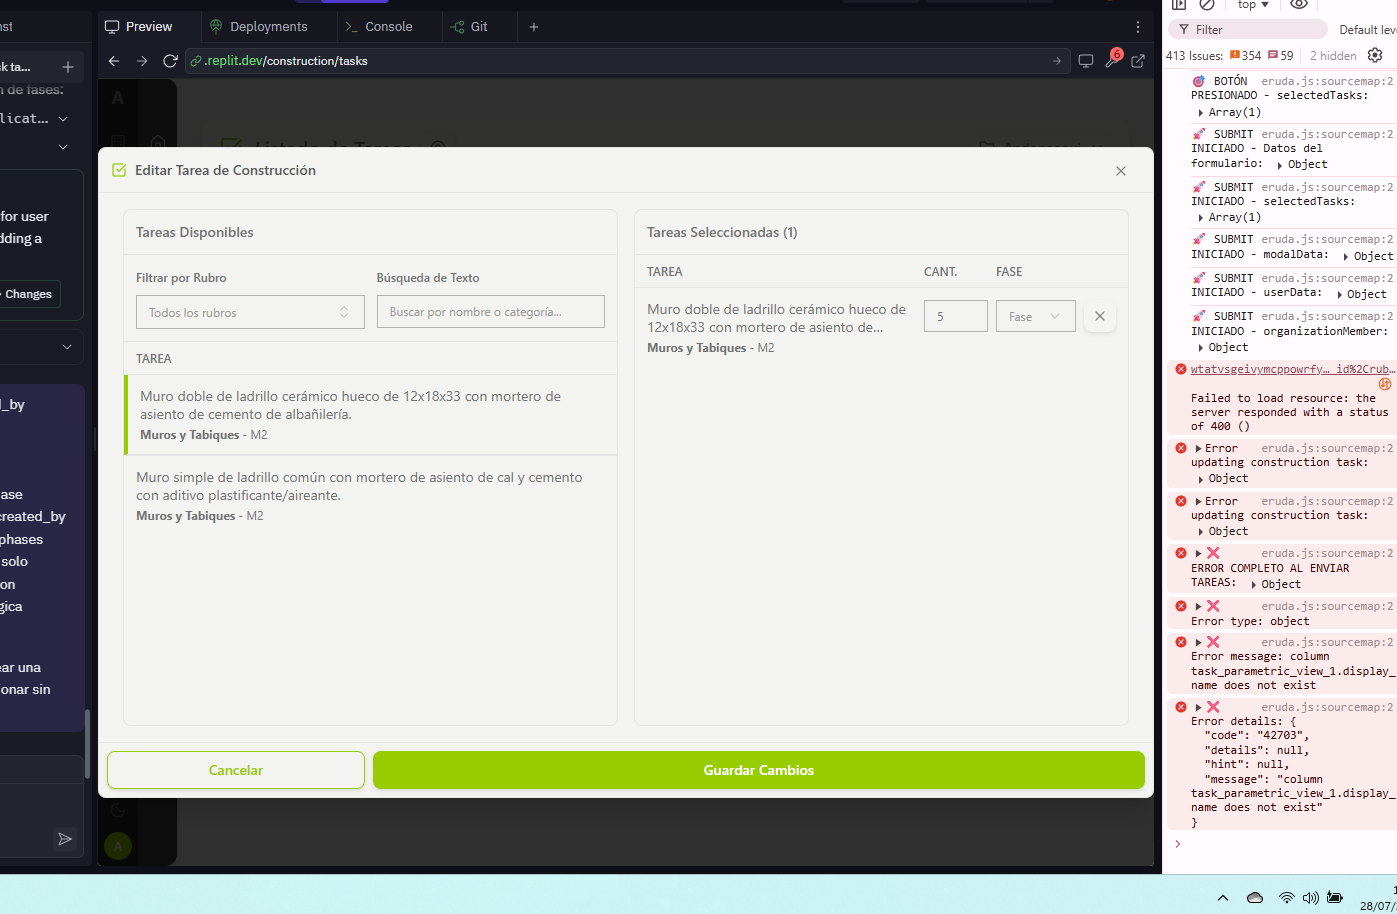 nst
Preview
Deployments
Console
Git
k ta...
.replit.dev/construction/tasks
6
n de fases:
licat...
for user
dding a
Changes
l_by
ase
created_by
phases
solo
on
gica
ear una
onar sin
A
Editar Tarea de Construcción
Tareas Disponibles
Filtrar por Rubro
Búsqueda de Texto
Todos los rubros
Buscar por nombre o categoría...
TAREA
Muro doble de ladrillo cerámico hueco de 12x18x33 con mortero de
asiento de cemento de albañilería.
Muros y Tabiques - M2
Muro simple de ladrillo común con mortero de asiento de cal y cemento
con aditivo plastificante/aireante.
Muros y Tabiques - M2
Tareas Seleccionadas (1)
TAREA
CANT.
FASE
Muro doble de ladrillo cerámico hueco de
12x18x33 con mortero de asiento de...
Muros y Tabiques - M2
5
Fase
Cancelar
Guardar Cambios
A
top
Filter
Default leve
413 Issues: 354 59
2 hidden
BOTÓN eruda.js:sourcemap:2
PRESIONADO - selectedTasks:
Array(1)
SUBMIT eruda.js:sourcemap:2
INICIADO - Datos del
formulario: Object
SUBMIT eruda.js:sourcemap:2
INICIADO - selectedTasks:
Array(1)
SUBMIT eruda.js:sourcemap:2
INICIADO - modalData: Object
SUBMIT eruda.js:sourcemap:2
INICIADO - userData: Object
SUBMIT eruda.js:sourcemap:2
INICIADO - organizationMember:
Object
wtatvsgeivymcppowrfy… id%2Crub…
Failed to load resource: the
server responded with a status
of 400 ()
Error eruda.js:sourcemap:2
updating construction task:
Object
Error eruda.js:sourcemap:2
updating construction task:
Object
eruda.js:sourcemap:2
ERROR COMPLETO AL ENVIAR
TAREAS: Object
eruda.js:sourcemap:2
Error type: object
eruda.js:sourcemap:2
Error message: column
task_parametric_view_1.display_
name does not exist
eruda.js:sourcemap:2
Error details: {
"code": "42703",
"details": null,
"hint": null,
"message": "column
task_parametric_view_1.display_
name does not exist"
}
28/07/